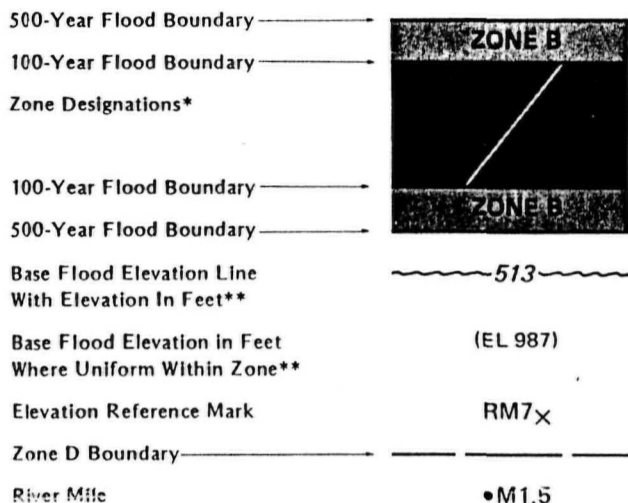 500-Year Flood Boundary
ZONE B
100-Year Flood Boundary
Zone Designations*
100-Year Flood Boundary
ZONE B
500-Year Flood Boundary
Base Flood Elevation Line
With Elevation In Feet**
513
Base Flood Elevation in Feet
Where Uniform Within Zone**
(EL 987)
Elevation Reference Mark
RM7×
Zone D Boundary
River Mile
•M1.5